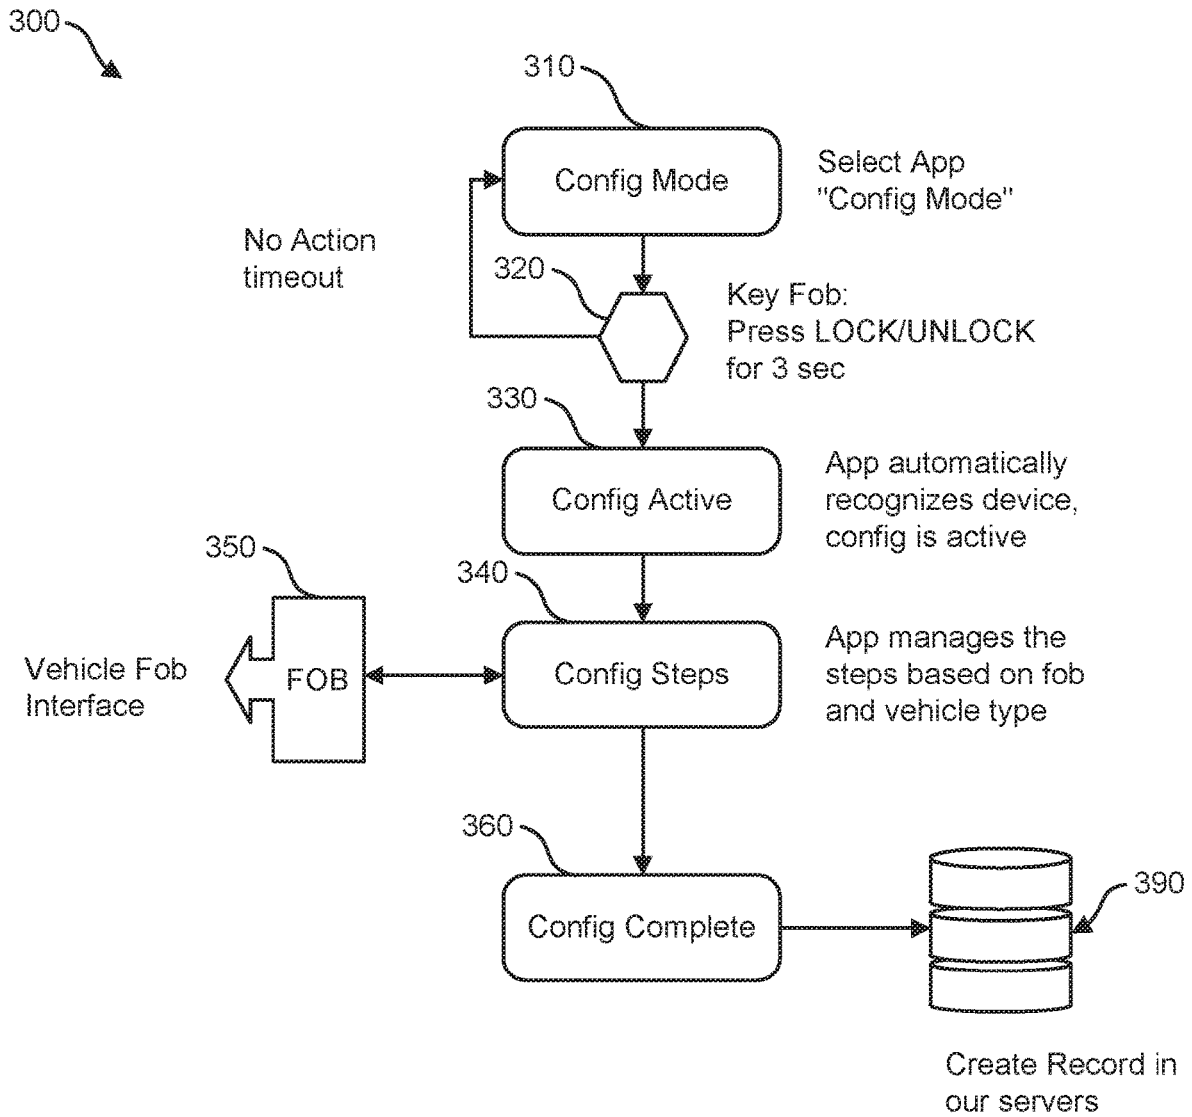 300
310
Config Mode
Select App
"Config Mode"
No Action
timeout
320
Key Fob:
Press LOCK/UNLOCK
for 3 sec
330
Config Active
App automatically
recognizes device,
config is active
350
340
Vehicle Fob
Interface
FOB
Config Steps
App manages the
steps based on fob
and vehicle type
360
Config Complete
390
Create Record in
our servers